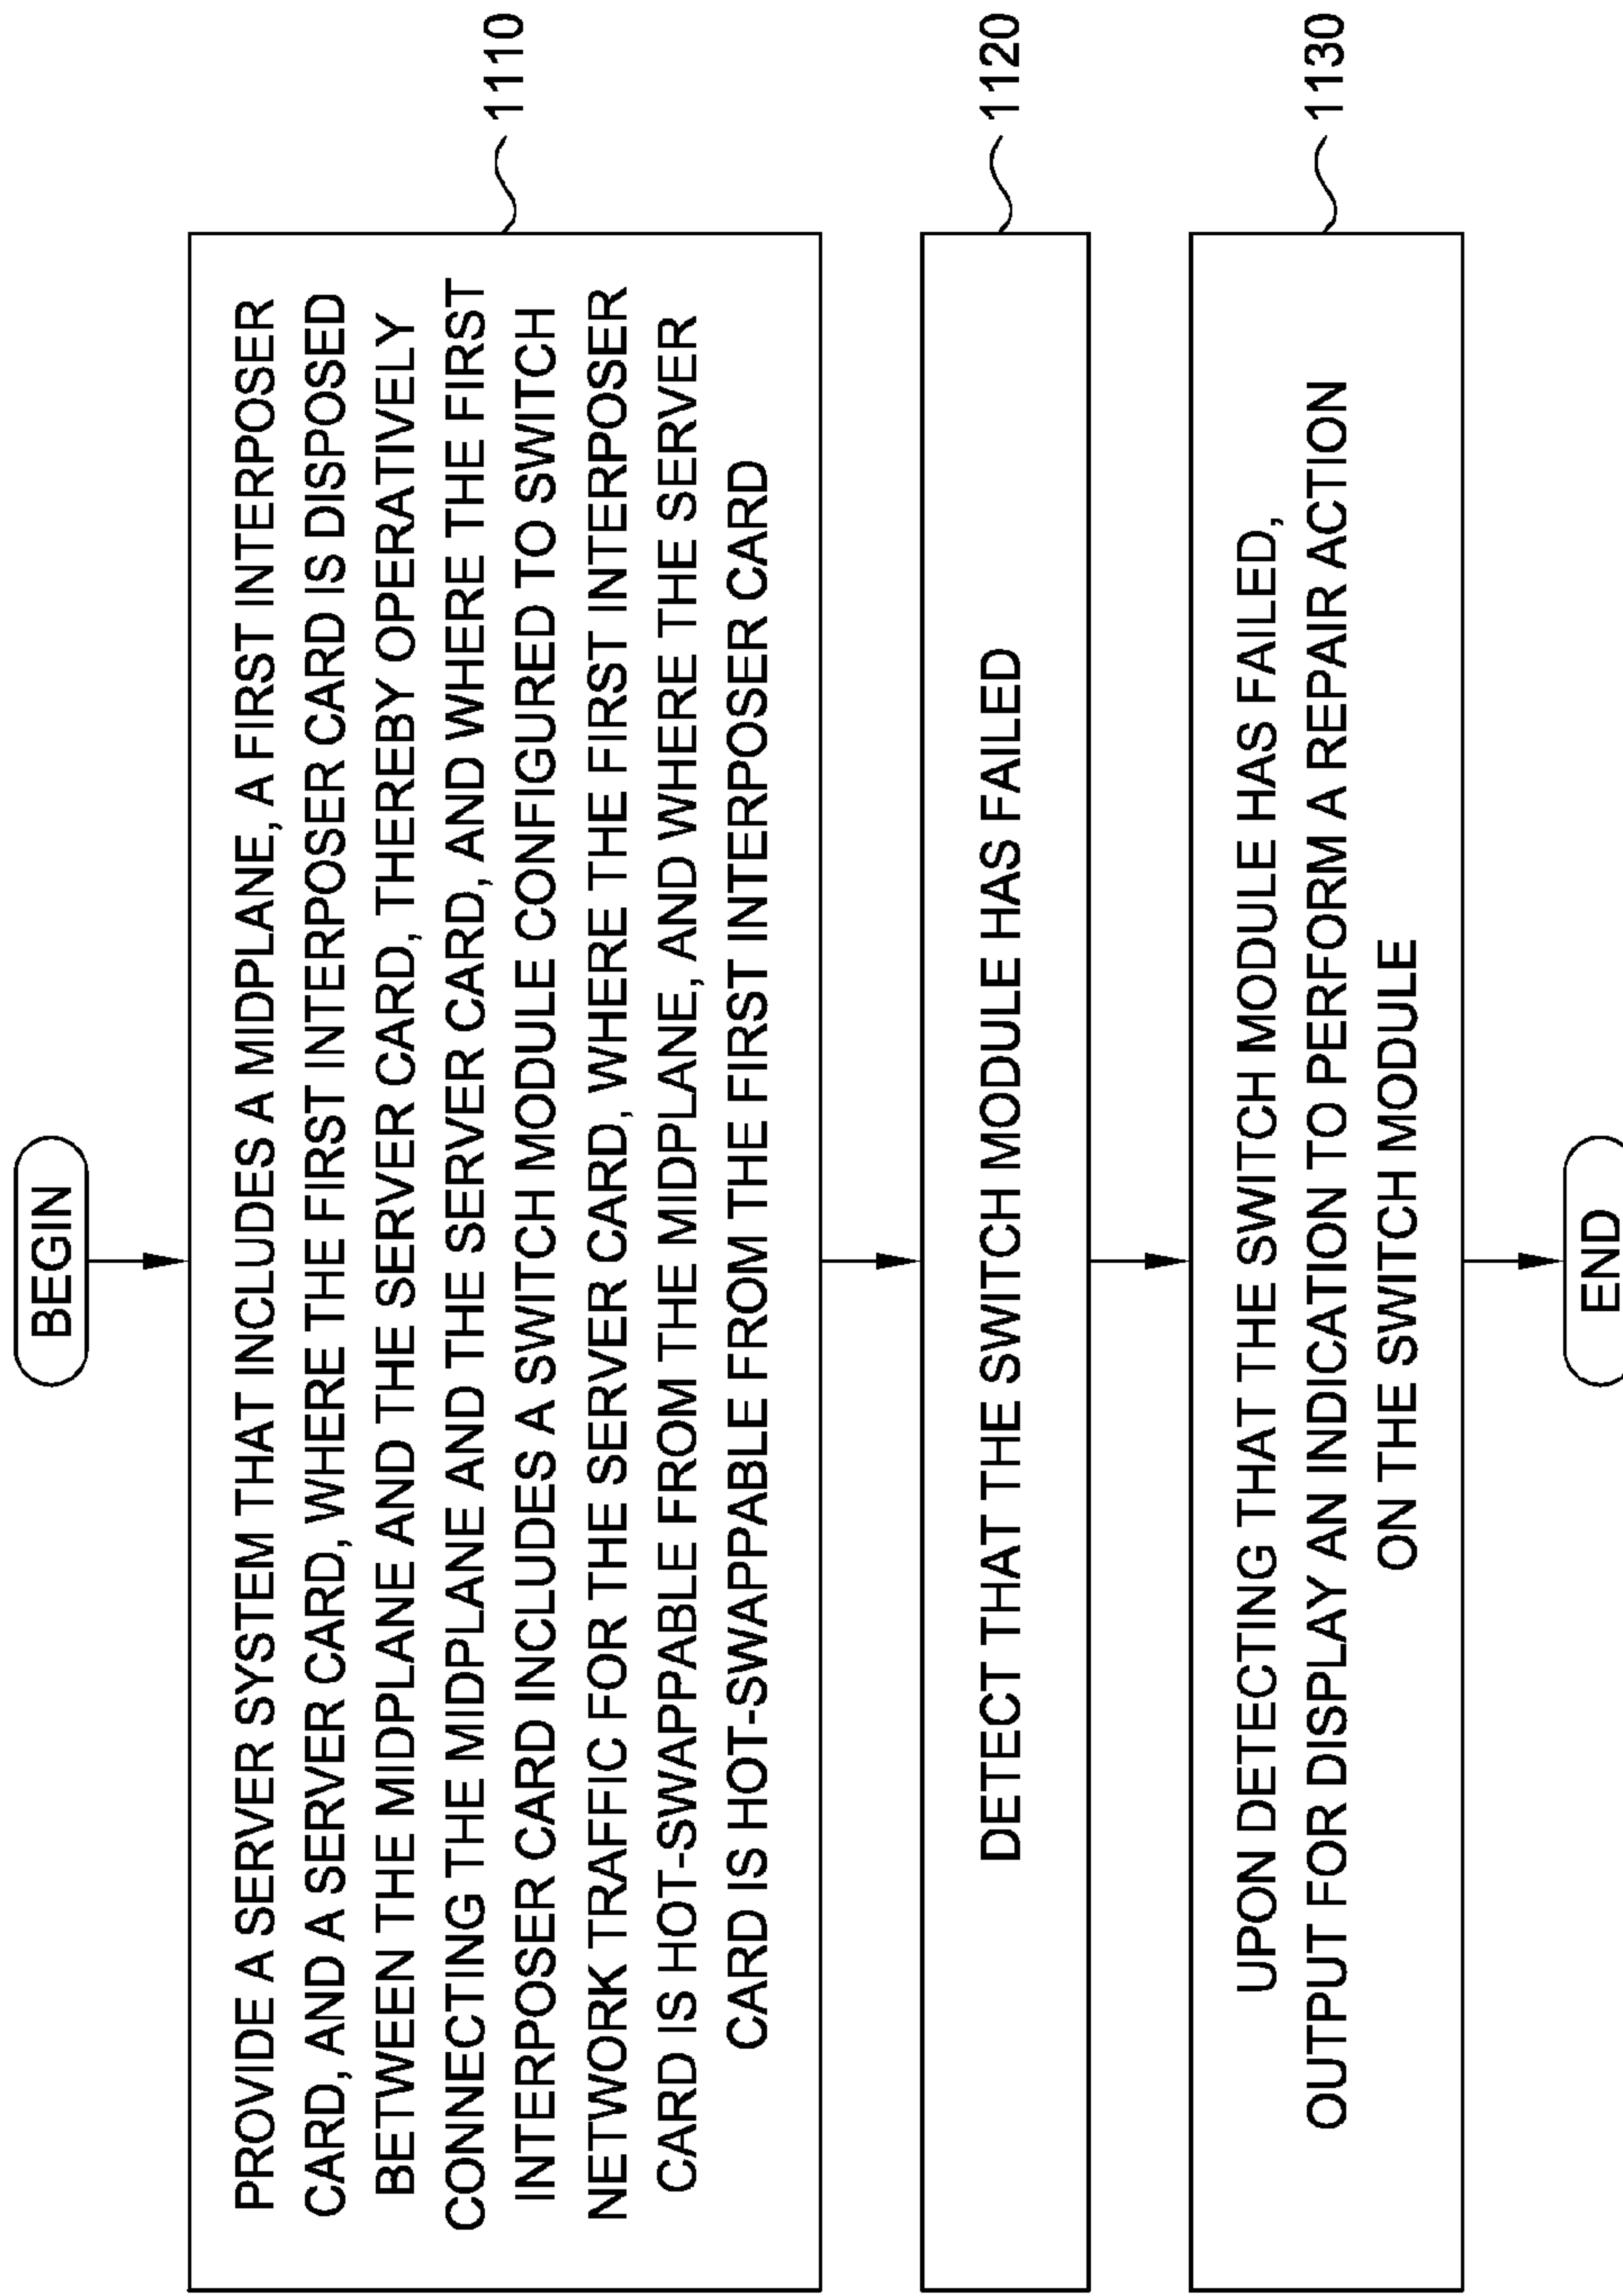 BEGIN
PROVIDE A SERVER SYSTEM THAT INCLUDES A MIDPLANE, A FIRST INTERPOSER
CARD, AND A SERVER CARD, WHERE THE FIRST INTERPOSER CARD IS DISPOSED
BETWEEN THE MIDPLANE AND THE SERVER CARD, THEREBY OPERATIVELY
CONNECTING THE MIDPLANE AND THE SERVER CARD, AND WHERE THE FIRST
INTERPOSER CARD INCLUDES A SWITCH MODULE CONFIGURED TO SWITCH
NETWORK TRAFFIC FOR THE SERVER CARD, WHERE THE FIRST INTERPOSER
CARD IS HOT-SWAPPABLE FROM THE MIDPLANE, AND WHERE THE SERVER
CARD IS HOT-SWAPPABLE FROM THE FIRST INTERPOSER CARD
1110
DETECT THAT THE SWITCH MODULE HAS FAILED
1120
UPON DETECTING THAT THE SWITCH MODULE HAS FAILED,
OUTPUT FOR DISPLAY AN INDICATION TO PERFORM A REPAIR ACTION
ON THE SWITCH MODULE
1130
END